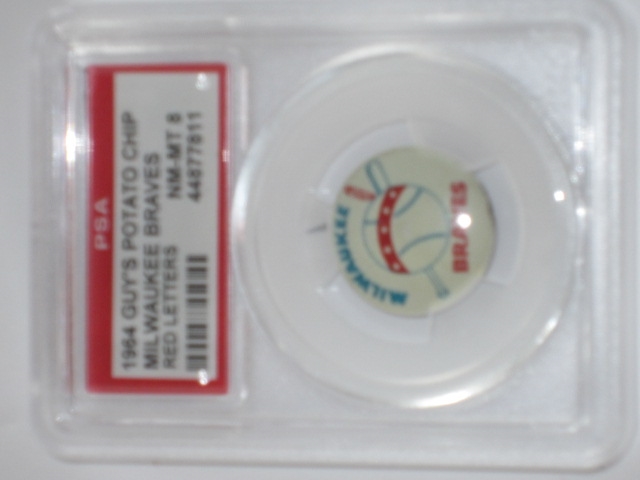 PSA
1964 GUY'S POTATO CHIP
MILWAUKEE BRAVES
RED LETTERS NM-MT 8
44877811
MILWAUKEE
BRAVES